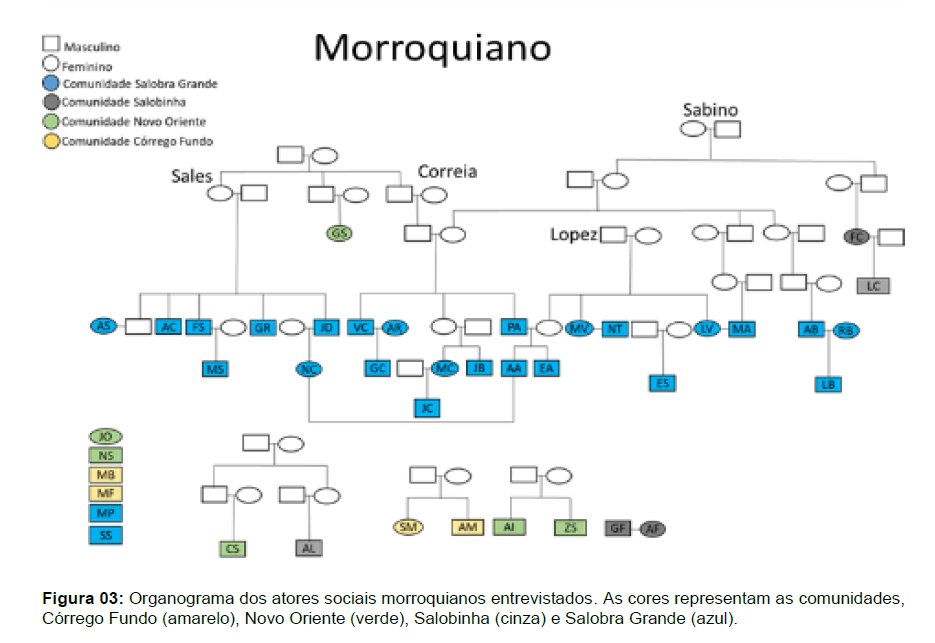 Morroquiano
Masculino
Feminino
Comunidade Salobra Grande
Comunidade Salobinha
Comunidade Novo Oriente
Comunidade Córrego Fundo
Sabino
Sales
Correia
GS
Lopez
FC
LC
AS
AC
FS
GR
JD
VC
AR
PA
MV
NT
LV
MA
AB
RB
MS
NC
GC
MC
JB
AA
EA
ES
LB
JC
JO
NS
MB
MF
MP
SS
CS
AL
SM
AM
AI
ZS
GF
AF
Figura 03: Organograma dos atores sociais morroquianos entrevistados. As cores representam as comunidades,
Córrego Fundo (amarelo), Novo Oriente (verde), Salobinha (cinza) e Salobra Grande (azul).